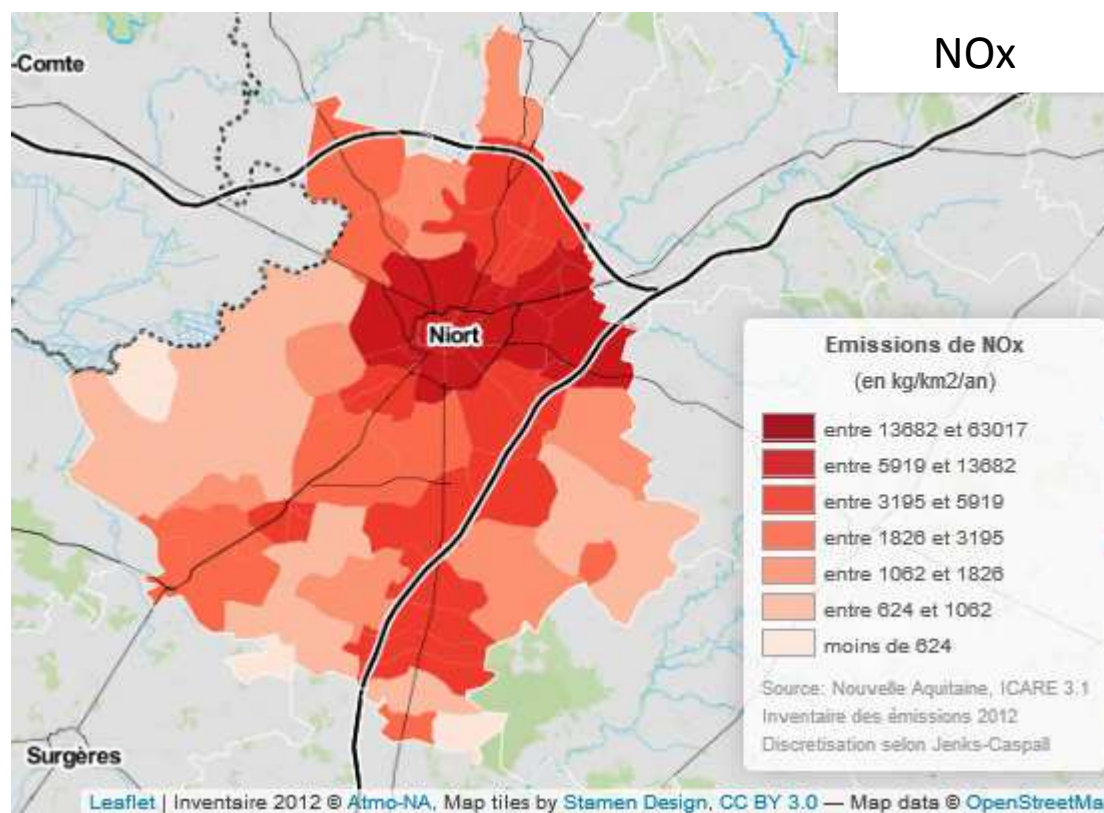 NOx
-Comte
Niort
Emissions de NOx
(en kg/km2/an)
entre 13682 et 63017
entre 5919 et 13682
entre 3195 et 5919
entre 1826 et 3195
entre 1062 et 1826
entre 624 et 1062
moins de 624
Source: Nouvelle Aquitaine, ICARE 3.1
Inventaire des émissions 2012
Discretisation selon Jenks-Caspall
Surgères
Leaflet | Inventaire 2012 © Atmo-NA, Map tiles by Stamen Design, CC BY 3.0 — Map data © OpenStreetMa